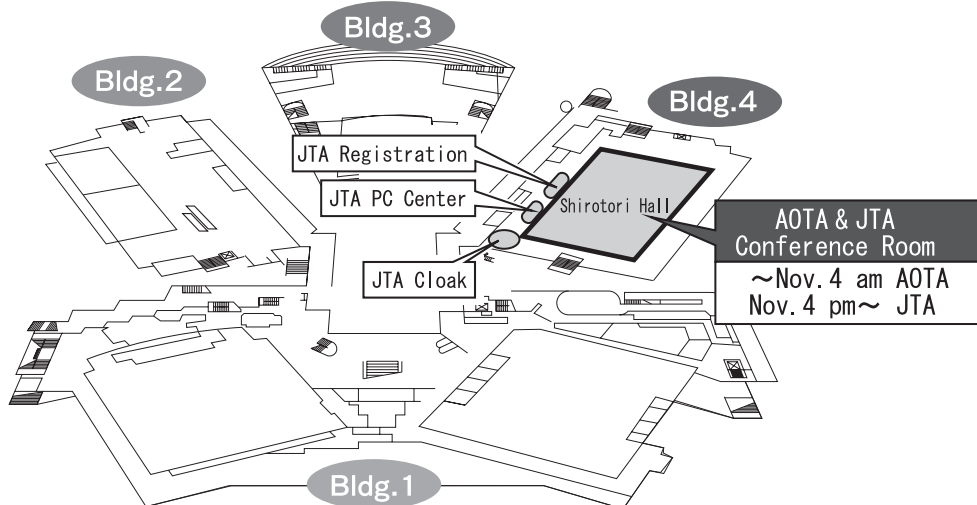 Bldg.3
Bldg.2
Bldg.4
JTA Registration
JTA PC Center
Shirotori Hall
AOTA & JTA
Conference Room
JTA Cloak
～Nov.4 am AOTA
Nov.4 pm～ JTA
Bldg.1